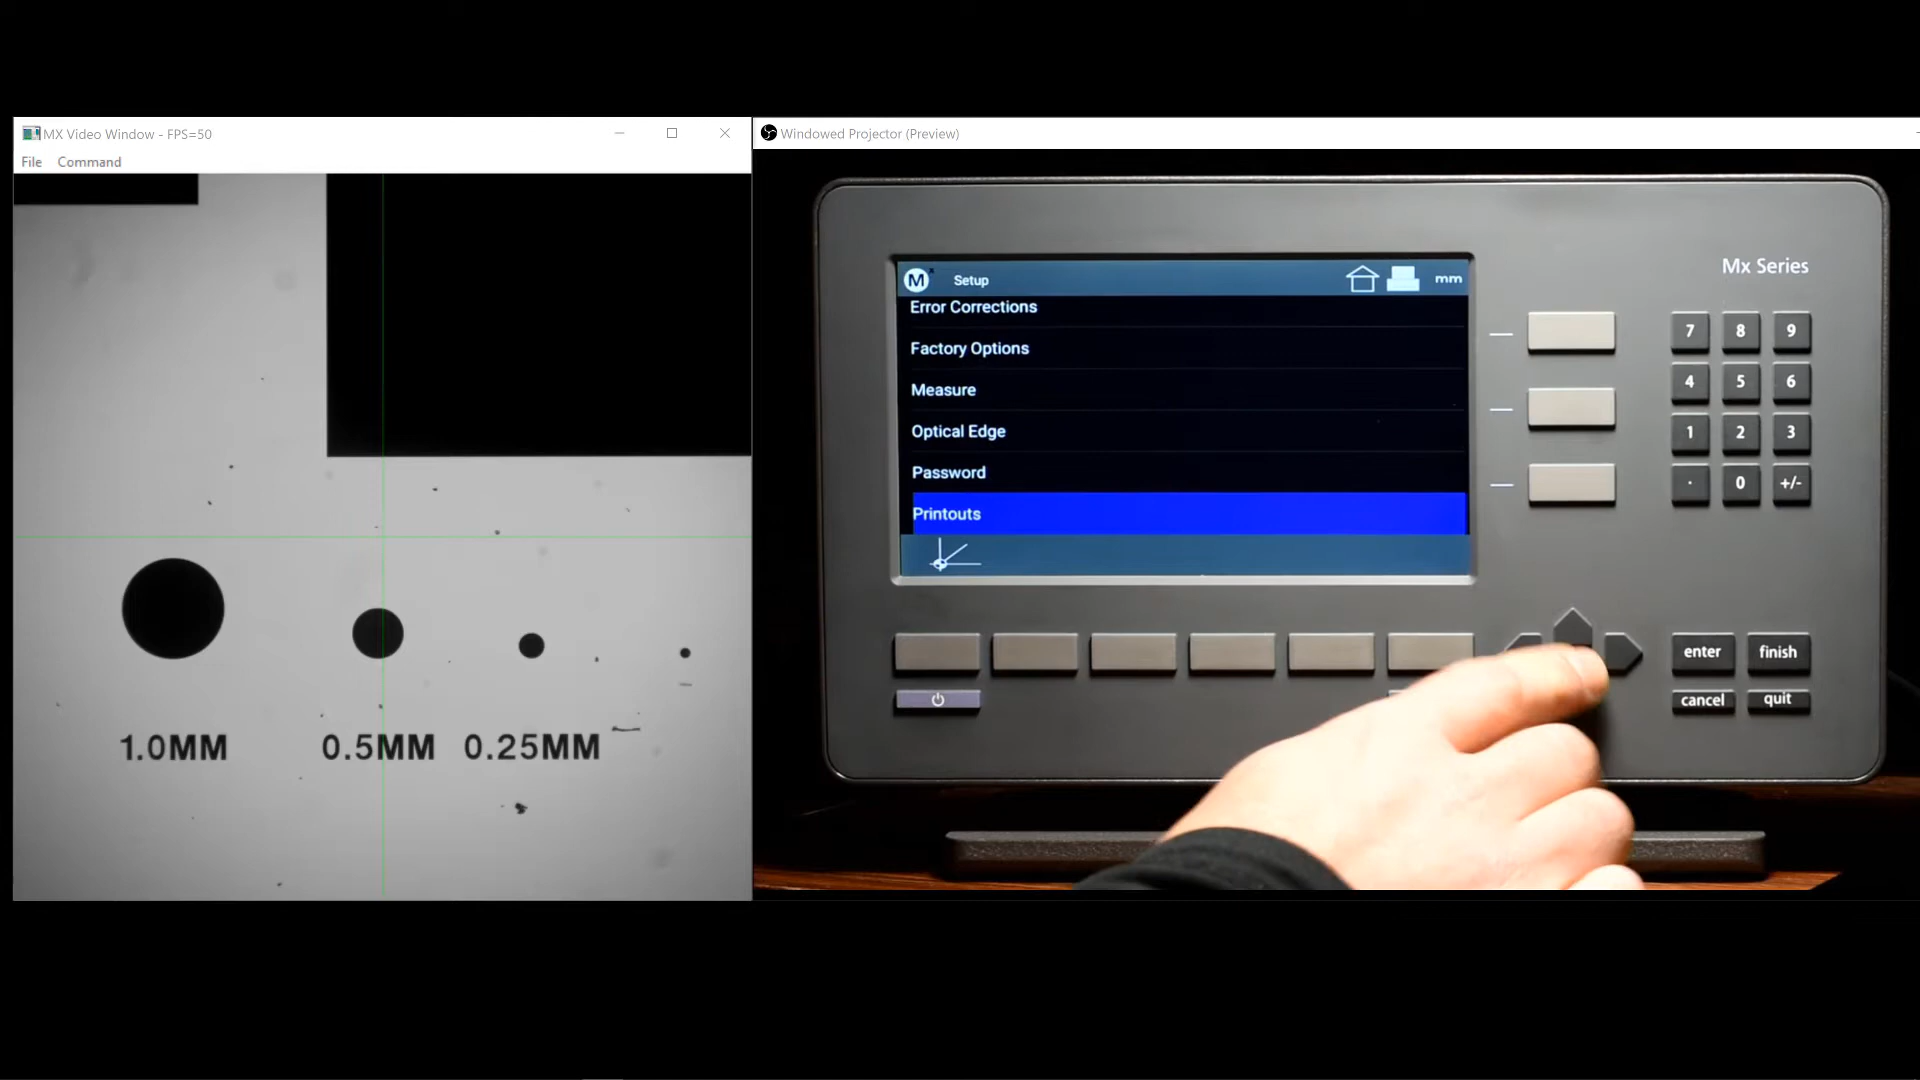 MX Video Window - FPS=50
File Command
1.0MM 0.5MM 0.25MM
Windowed Projector (Preview)
Mx Series
M Setup mm
Error Corrections
Factory Options
Measure
Optical Edge
Password
Printouts
7 8 9
4 5 6
1 2 3
. 0 +/-
enter finish
cancel quit